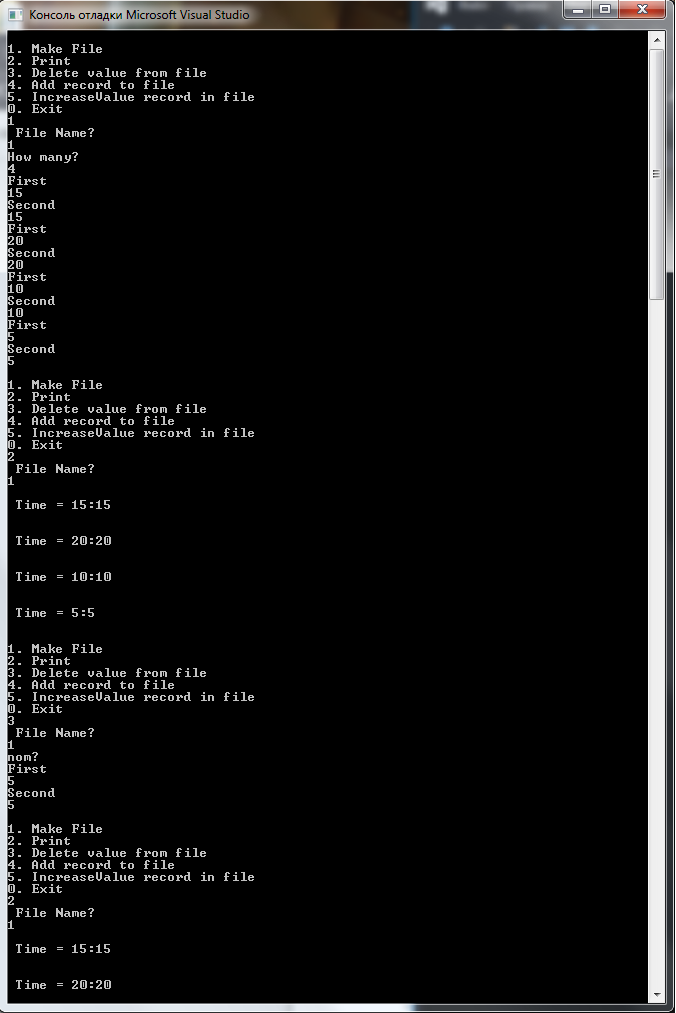 Консоль отладки Microsoft Visual Studio
1. Make File
2. Print
3. Delete value from file
4. Add record to file
5. IncreaseValue record in file
0. Exit
1
File Name?
1
How many?
4
First
15
Second
15
First
20
Second
20
First
10
Second
10
First
5
Second
5
1. Make File
2. Print
3. Delete value from file
4. Add record to file
5. IncreaseValue record in file
0. Exit
2
File Name?
1
Time = 15:15
Time = 20:20
Time = 10:10
Time = 5:5
1. Make File
2. Print
3. Delete value from file
4. Add record to file
5. IncreaseValue record in file
0. Exit
3
File Name?
1
nom?
First
5
Second
5
1. Make File
2. Print
3. Delete value from file
4. Add record to file
5. IncreaseValue record in file
0. Exit
2
File Name?
1
Time = 15:15
Time = 20:20